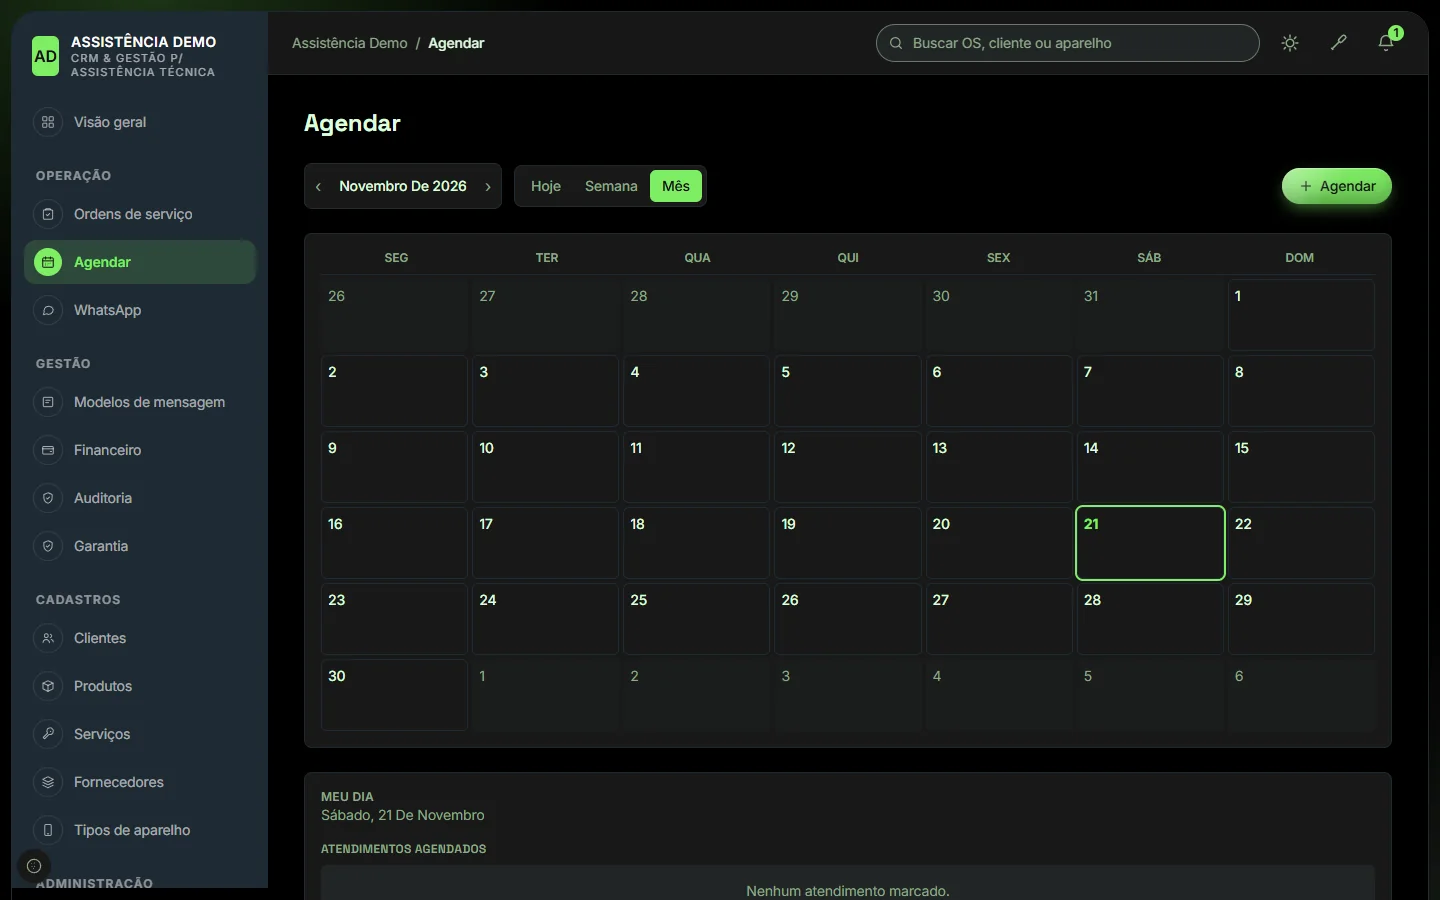 AD
ASSISTÊNCIA DEMO
CRM & GESTÃO P/
ASSISTÊNCIA TÉCNICA
Visão geral
OPERAÇÃO
Ordens de serviço
Agendar
WhatsApp
GESTÃO
Modelos de mensagem
Financeiro
Auditoria
Garantia
CADASTROS
Clientes
Produtos
Serviços
Fornecedores
Tipos de aparelho
ADMINISTRAÇÃO
Assistência Demo / Agendar
Buscar OS, cliente ou aparelho
1
Agendar
‹ Novembro De 2026 ›
Hoje Semana Mês
+ Agendar
SEG TER QUA QUI SEX SÁB DOM
26 27 28 29 30 31 1
2 3 4 5 6 7 8
9 10 11 12 13 14 15
16 17 18 19 20 21 22
23 24 25 26 27 28 29
30 1 2 3 4 5 6
MEU DIA
Sábado, 21 De Novembro
ATENDIMENTOS AGENDADOS
Nenhum atendimento marcado.